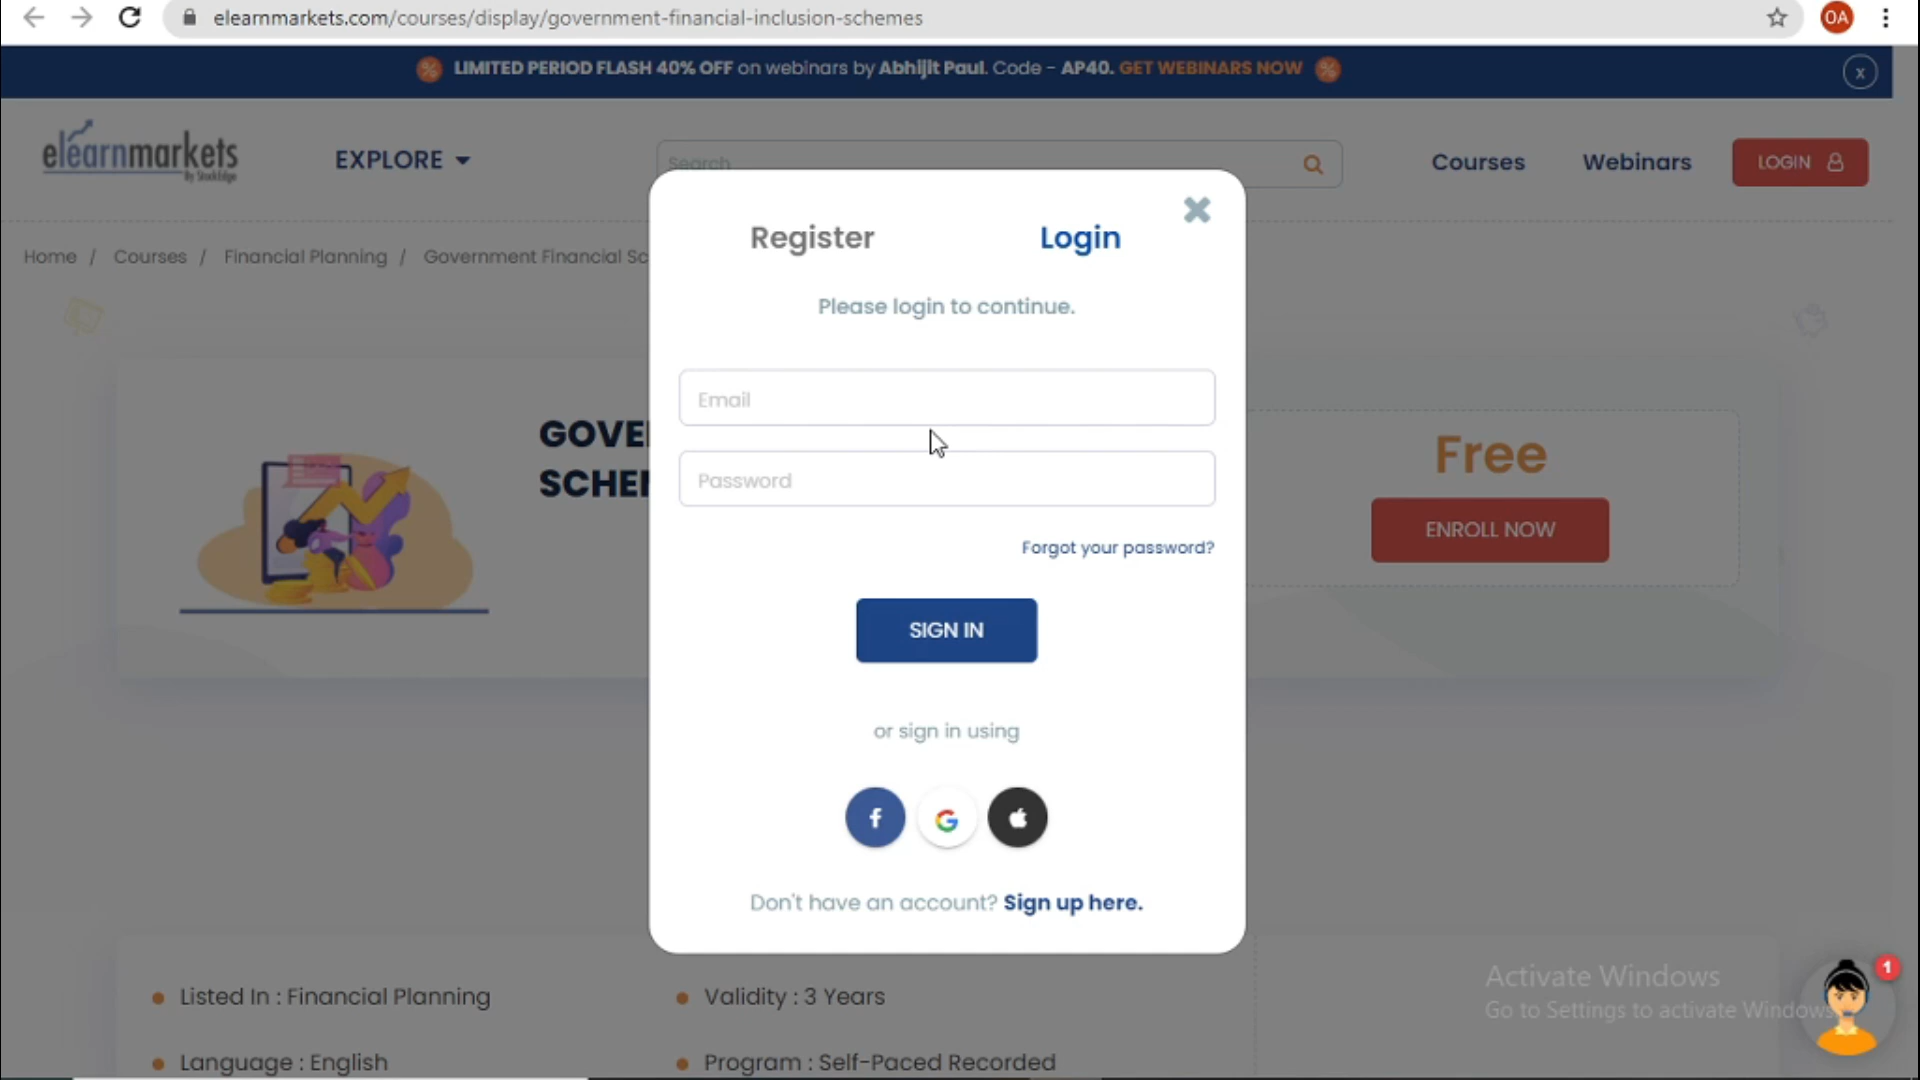 elearnmarkets.com/courses/display/government-financial-inclusion-schemes
OA
LIMITED PERIOD FLASH 40% OFF on webinars by Abhijit Paul. Code - AP40. GET WEBINARS NOW
x
elearnmarkets
By StockEdge
EXPLORE
Search
Courses
Webinars
LOGIN
Home / Courses / Financial Planning / Government Financial Sc
Register
Login
Please login to continue.
Email
Password
Forgot your password?
SIGN IN
or sign in using
f
G
Don't have an account? Sign up here.
GOVE
SCHE
Free
ENROLL NOW
Listed In : Financial Planning
Validity : 3 Years
Language : English
Program : Self-Paced Recorded
Activate Windows
Go to Settings to activate Windows
1